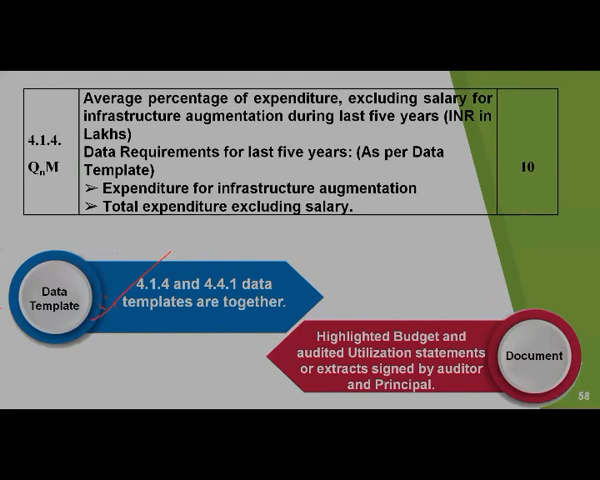 4.1.4.
QnM
Average percentage of expenditure, excluding salary for
infrastructure augmentation during last five years (INR in
Lakhs)
Data Requirements for last five years: (As per Data
Template)
➢ Expenditure for infrastructure augmentation
➢ Total expenditure excluding salary.
10
Data
Template
4.1.4 and 4.4.1 data
templates are together.
Highlighted Budget and
audited Utilization statements
or extracts signed by auditor
and Principal.
Document
58